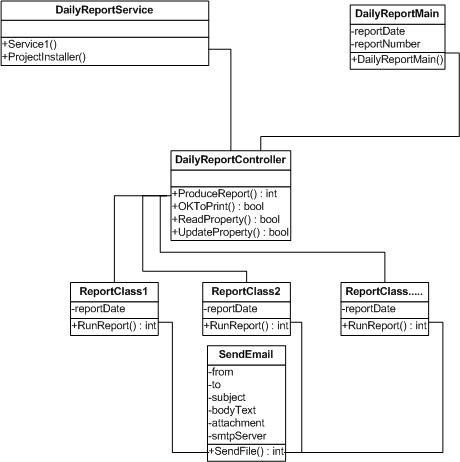 DailyReportService
+Service1()
+ProjectInstaller()
DailyReportMain
-reportDate
-reportNumber
+DailyReportMain()
DailyReportController
+ProduceReport() : int
+OKToPrint() : bool
+ReadProperty() : bool
+UpdateProperty() : bool
ReportClass1
-reportDate
+RunReport() : int
ReportClass2
-reportDate
+RunReport() : int
ReportClass.....
-reportDate
+RunReport() : int
SendEmail
-from
-to
-subject
-bodyText
-attachment
-smtpServer
+SendFile() : int